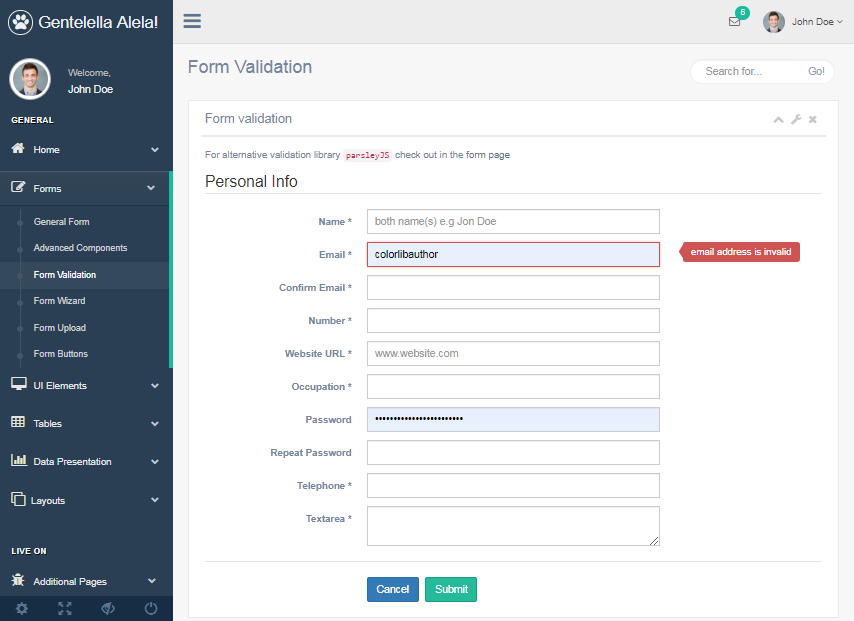 Gentelella Alela!
6
John Doe
Welcome,
John Doe
GENERAL
Home
Forms
General Form
Advanced Components
Form Validation
Form Wizard
Form Upload
Form Buttons
UI Elements
Tables
Data Presentation
Layouts
LIVE ON
Additional Pages
Form Validation
Search for... Go!
Form validation
For alternative validation library parsleyJS check out in the form page
Personal Info
Name * both name(s) e.g Jon Doe
Email * colorlibauthor email address is invalid
Confirm Email *
Number *
Website URL * www.website.com
Occupation *
Password
Repeat Password
Telephone *
Textarea *
Cancel Submit